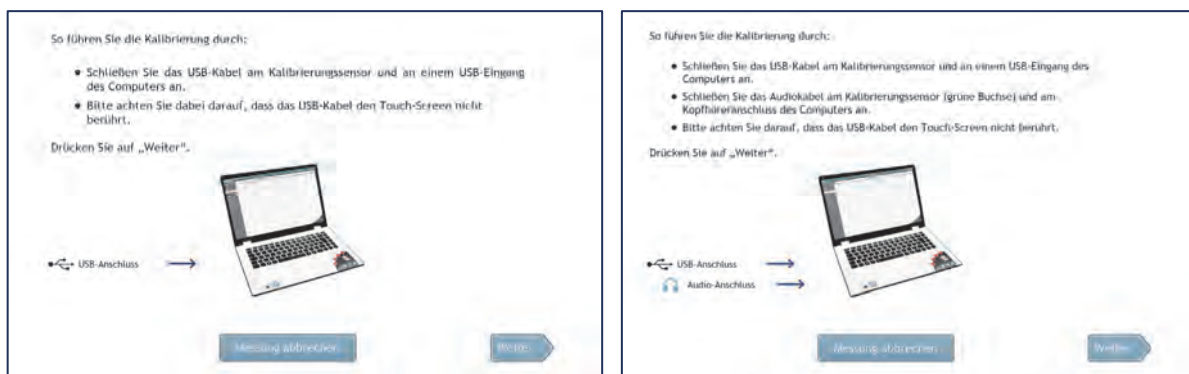 So führen Sie die Kalibrierung durch:
• Schließen Sie das USB-Kabel am Kalibrierungssensor und an einem USB-Eingang
des Computers an.
• Bitte achten Sie dabei darauf, dass das USB-Kabel den Touch-Screen nicht
berührt.
Drücken Sie auf „Weiter“.
USB-Anschluss
Messung abbrechen
Weiter
So führen Sie die Kalibrierung durch:
• Schließen Sie das USB-Kabel am Kalibrierungssensor und an einem USB-Eingang des
Computers an.
• Schließen Sie das Audiokabel am Kalibrierungssensor (grüne Buchse) und am
Kopfhöreranschluss des Computers an.
• Bitte achten Sie darauf, dass das USB-Kabel den Touch-Screen nicht berührt.
Drücken Sie auf „Weiter“.
USB-Anschluss
Audio-Anschluss
Messung abbrechen
Weiter